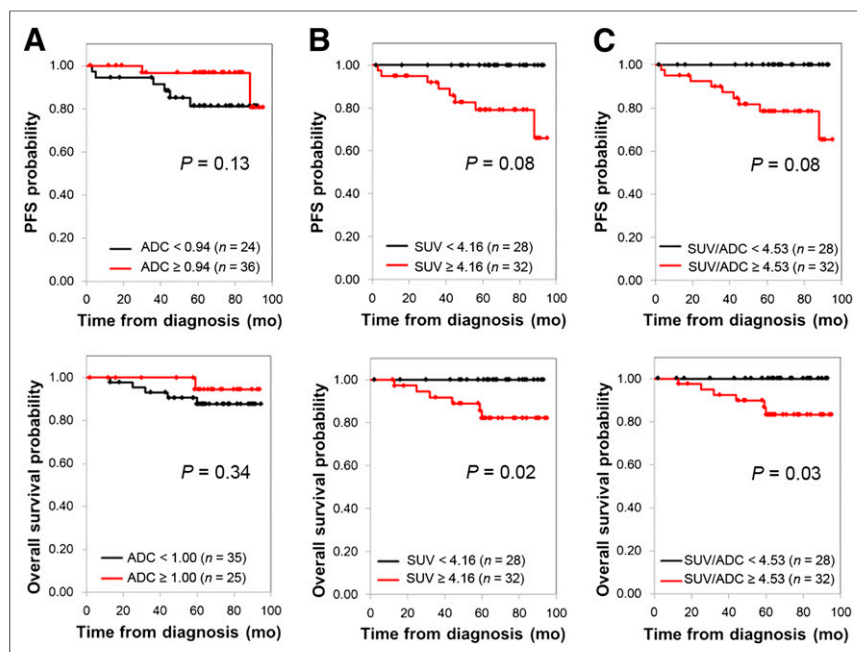 A
B
C
PFS probability
1.00
0.80
0.60
0.40
0.20
0.00
P = 0.13
ADC < 0.94 (n = 24)
ADC ≥ 0.94 (n = 36)
0 20 40 60 80 100
Time from diagnosis (mo)
PFS probability
1.00
0.80
0.60
0.40
0.20
0.00
P = 0.08
SUV < 4.16 (n = 28)
SUV ≥ 4.16 (n = 32)
0 20 40 60 80 100
Time from diagnosis (mo)
PFS probability
1.00
0.80
0.60
0.40
0.20
0.00
P = 0.08
SUV/ADC < 4.53 (n = 28)
SUV/ADC ≥ 4.53 (n = 32)
0 20 40 60 80 100
Time from diagnosis (mo)
Overall survival probability
1.00
0.80
0.60
0.40
0.20
0.00
P = 0.34
ADC < 1.00 (n = 35)
ADC ≥ 1.00 (n = 25)
0 20 40 60 80 100
Time from diagnosis (mo)
Overall survival probability
1.00
0.80
0.60
0.40
0.20
0.00
P = 0.02
SUV < 4.16 (n = 28)
SUV ≥ 4.16 (n = 32)
0 20 40 60 80 100
Time from diagnosis (mo)
Overall survival probability
1.00
0.80
0.60
0.40
0.20
0.00
P = 0.03
SUV/ADC < 4.53 (n = 28)
SUV/ADC ≥ 4.53 (n = 32)
0 20 40 60 80 100
Time from diagnosis (mo)